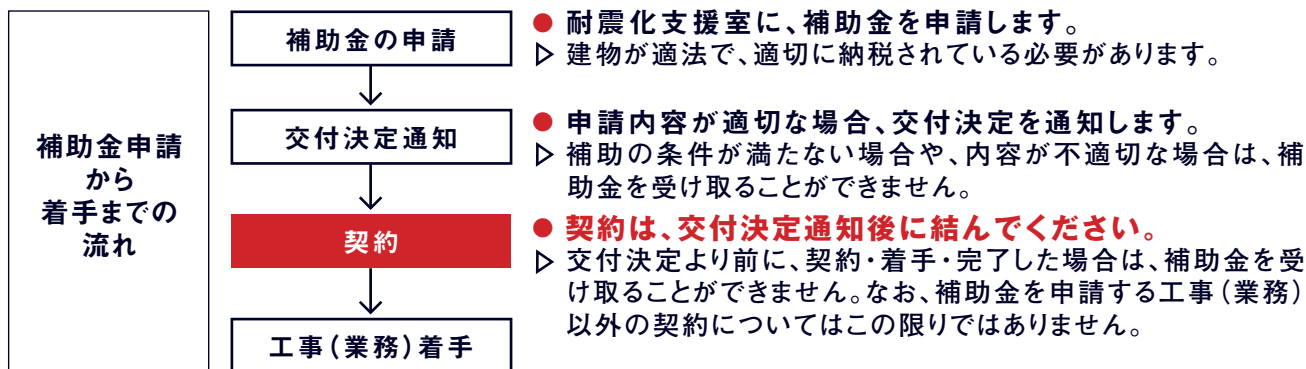 補助金申請
から
着手までの
流れ
補助金の申請
● 耐震化支援室に、補助金を申請します。
▷ 建物が適法で、適切に納税されている必要があります。
交付決定通知
● 申請内容が適切な場合、交付決定を通知します。
▷ 補助の条件が満たない場合や、内容が不適切な場合は、補
助金を受け取ることができません。
契約
● 契約は、交付決定通知後に結んでください。
▷ 交付決定より前に、契約・着手・完了した場合は、補助金を受
け取ることができません。なお、補助金を申請する工事(業務)
以外の契約についてはこの限りではありません。
工事(業務)着手